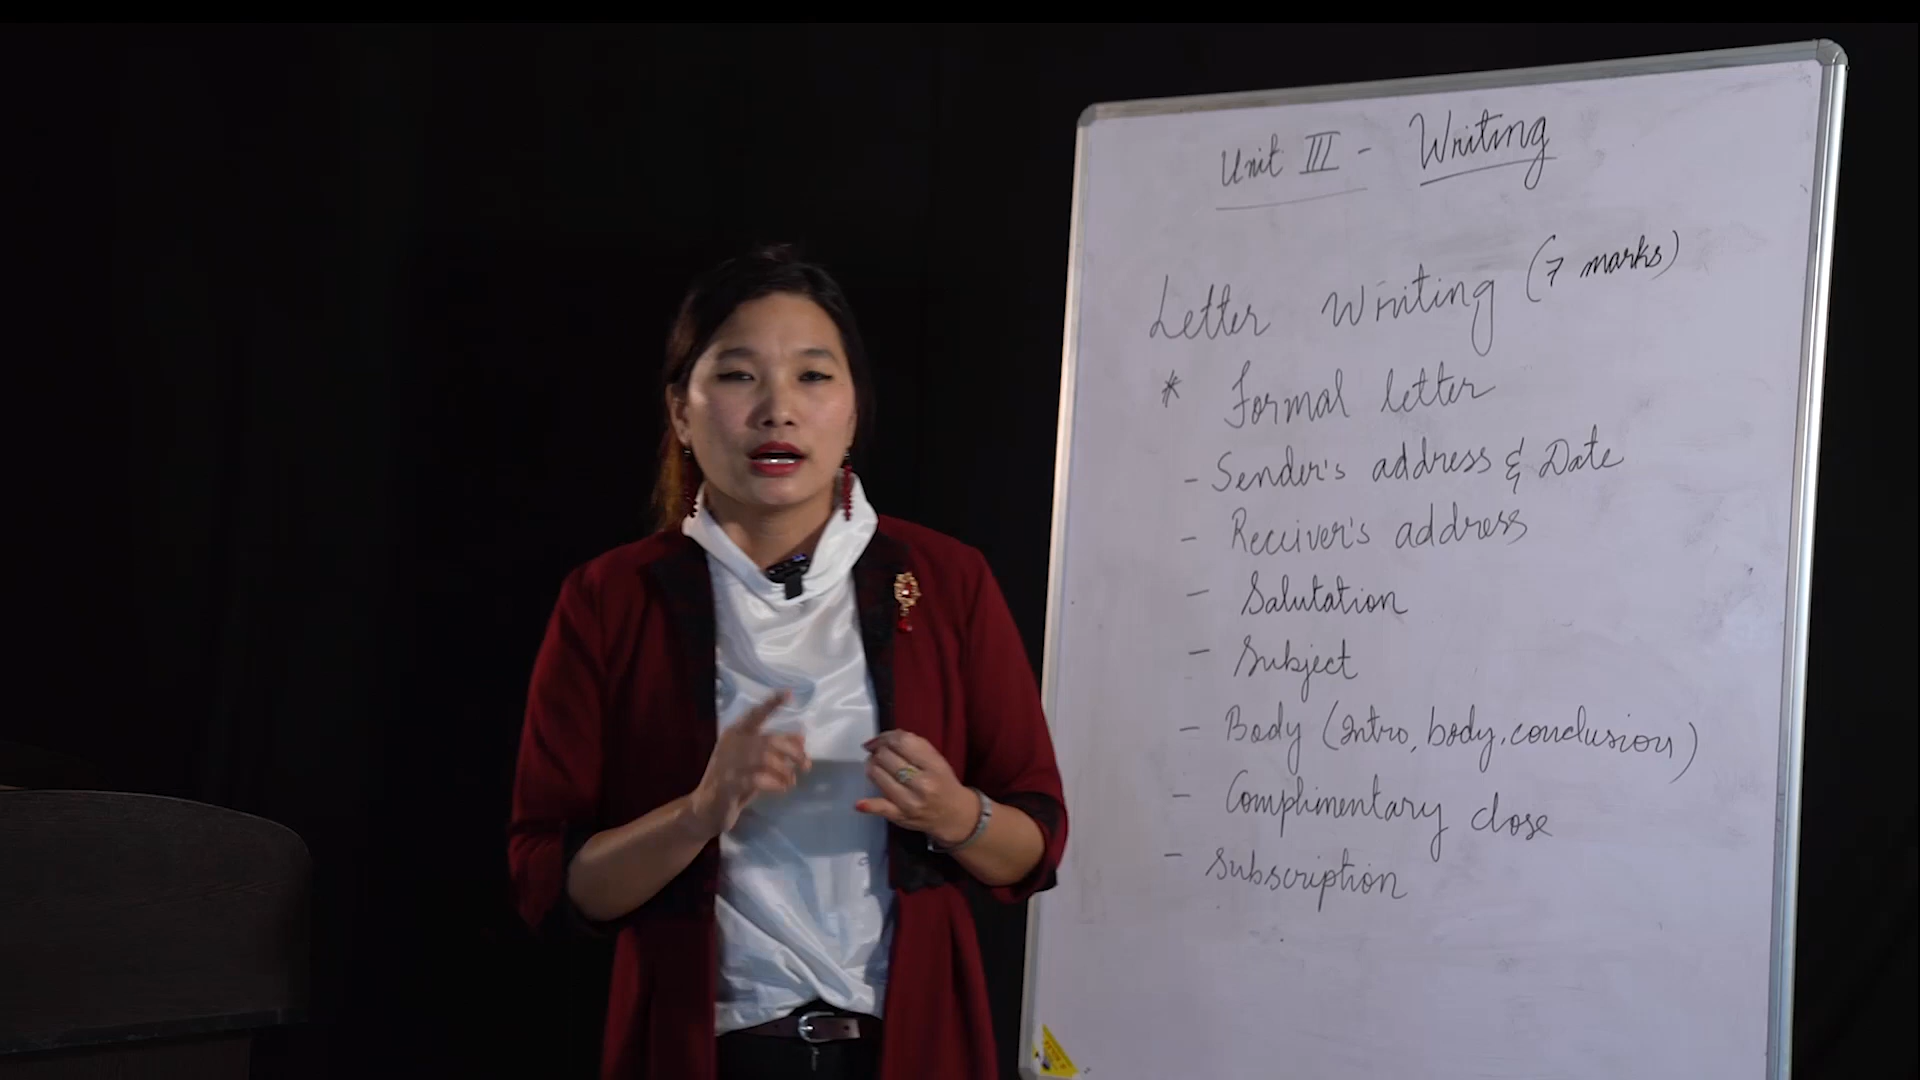 Unit III - Writing
Letter Writing (7 marks)
* Formal letter
- Sender's address & Date
- Receiver's address
- Salutation
- Subject
- Body (Intro, body, conclusion)
- Complimentary close
- Subscription